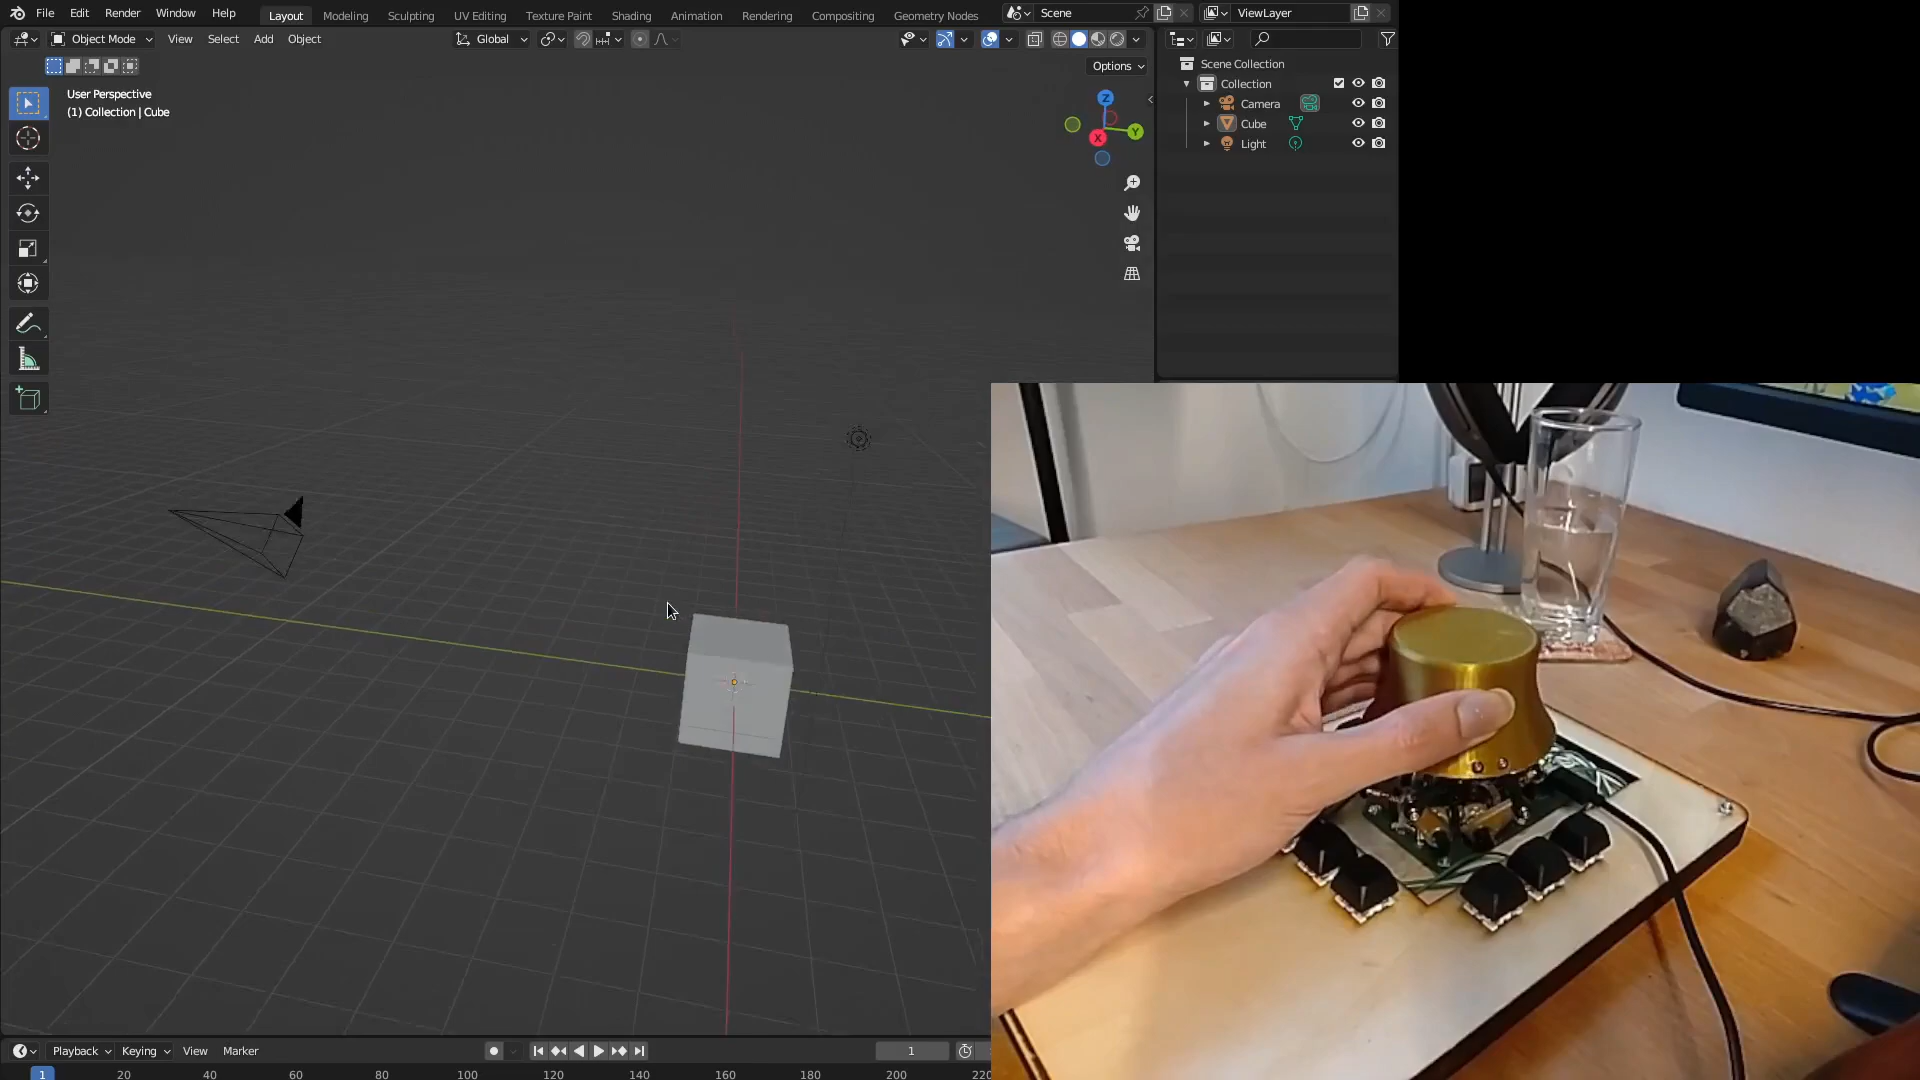 File Edit Render Window Help Layout Modeling Sculpting UV Editing Texture Paint Shading Animation Rendering Compositing Geometry Nodes Scene ViewLayer
Object Mode View Select Add Object Global
Options
User Perspective
(1) Collection | Cube
Z
Y
X
Scene Collection
Collection
Camera
Cube
Light
Playback Keying View Marker 1
1 20 40 60 80 100 120 140 160 180 200 220